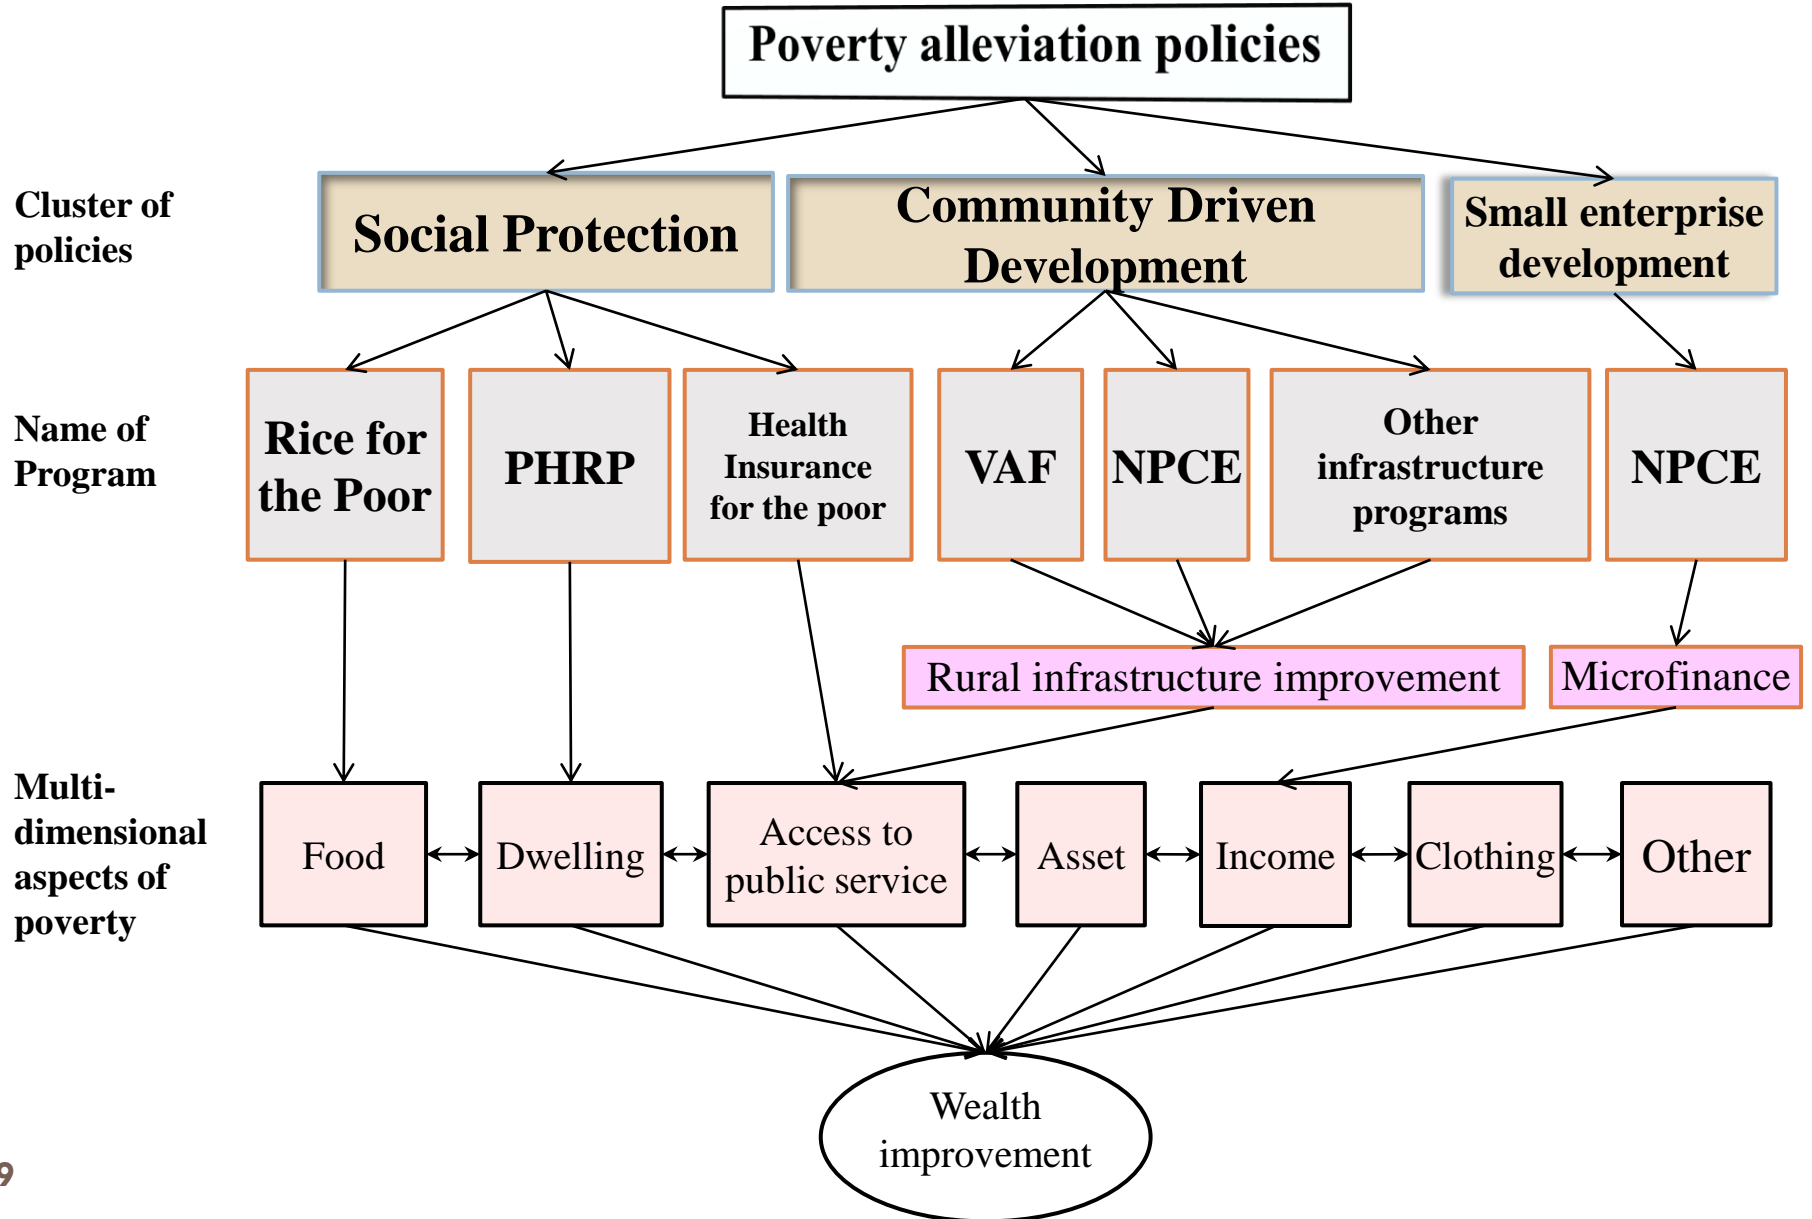 Poverty alleviation policies
Cluster of
policies
Social Protection
Community Driven
Development
Small enterprise
development
Name of
Program
Rice for
the Poor
PHRP
Health
Insurance
for the poor
VAF
NPCE
Other
infrastructure
programs
NPCE
Rural infrastructure improvement
Microfinance
Multi-
dimensional
aspects of
poverty
Food
Dwelling
Access to
public service
Asset
Income
Clothing
Other
Wealth
improvement
9